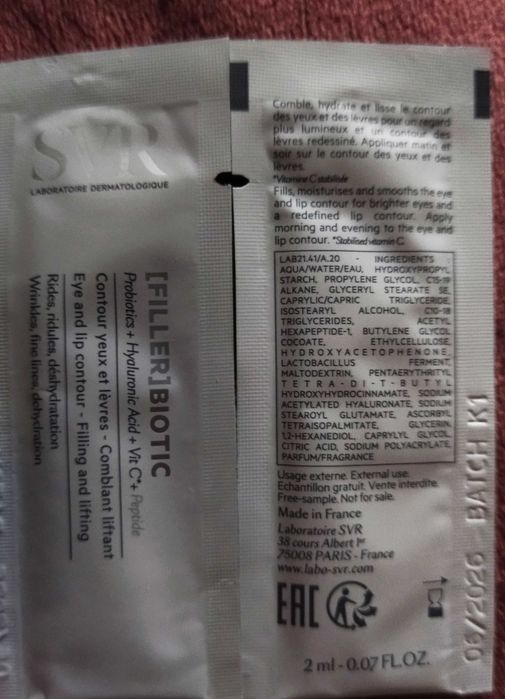 SVR
LABORATOIRE DERMATOLOGIQUE
[FILLER]BIOTIC
Probiotics + Hyaluronic Acid + Vit C*+ Peptide
Contour yeux et lèvres - Comblant liftant
Eye and lip contour - Filling and lifting
Rides, ridules, déshydratation
Wrinkles, fine lines, dehydration
Comble, hydrate et lisse le contour
des yeux et des lèvres pour un regard
plus lumineux et un contour des
lèvres redessiné. Appliquer matin et
soir sur le contour des yeux et des
lèvres.
*Vitamine C stabilisée
Fills, moisturises and smooths the eye
and lip contour for brighter eyes and
a redefined lip contour. Apply
morning and evening to the eye and
lip contour. *Stabilised vitamin C
LAB21.41/A.20 - INGREDIENTS :
AQUA/WATER/EAU, HYDROXYPROPYL
STARCH, PROPYLENE GLYCOL, C15-19
ALKANE, GLYCERYL STEARATE SE,
CAPRYLIC/CAPRIC TRIGLYCERIDE,
ISOSTEARYL ALCOHOL, C10-18
TRIGLYCERIDES, ACETYL
HEXAPEPTIDE-1, BUTYLENE GLYCOL
COCOATE, ETHYLCELLULOSE,
HYDROXYACETOPHENONE,
LACTOBACILLUS FERMENT,
MALTODEXTRIN, PENTAERYTHRITYL
TETRA-DI-T-BUTYL
HYDROXYHYDROCINNAMATE, SODIUM
ACETYLATED HYALURONATE, SODIUM
STEAROYL GLUTAMATE, ASCORBYL
TETRAISOPALMITATE, GLYCERIN,
1,2-HEXANEDIOL, CAPRYLYL GLYCOL,
CITRIC ACID, SODIUM POLYACRYLATE,
PARFUM/FRAGRANCE
Usage externe. External use.
Echantillon gratuit. Vente interdite.
Free-sample. Not for sale.
Made in France
Laboratoire SVR
38 cours Albert 1er
75008 PARIS - France
www.labo-svr.com
EAC
2 ml - 0.07 FL.OZ.
06/2026 BATCH K1